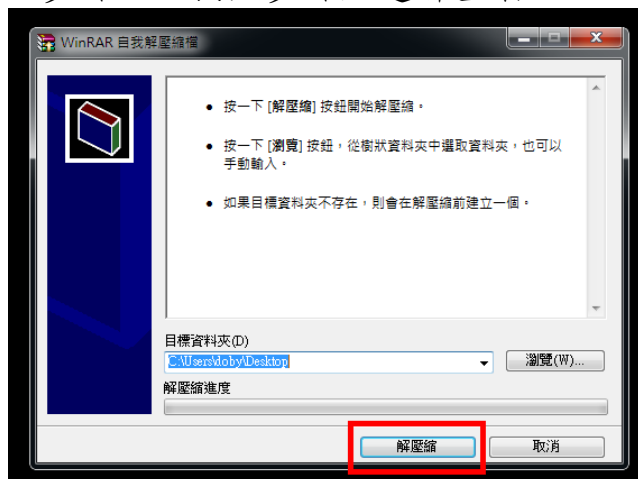 WinRAR 自我解壓縮檔
• 按一下 [解壓縮] 按鈕開始解壓縮。
• 按一下 [瀏覽] 按鈕，從樹狀資料夾中選取資料夾，也可以
手動輸入。
• 如果目標資料夾不存在，則會在解壓縮前建立一個。
目標資料夾(D)
C:\Users\doby\Desktop
瀏覽(W)...
解壓縮進度
解壓縮
取消